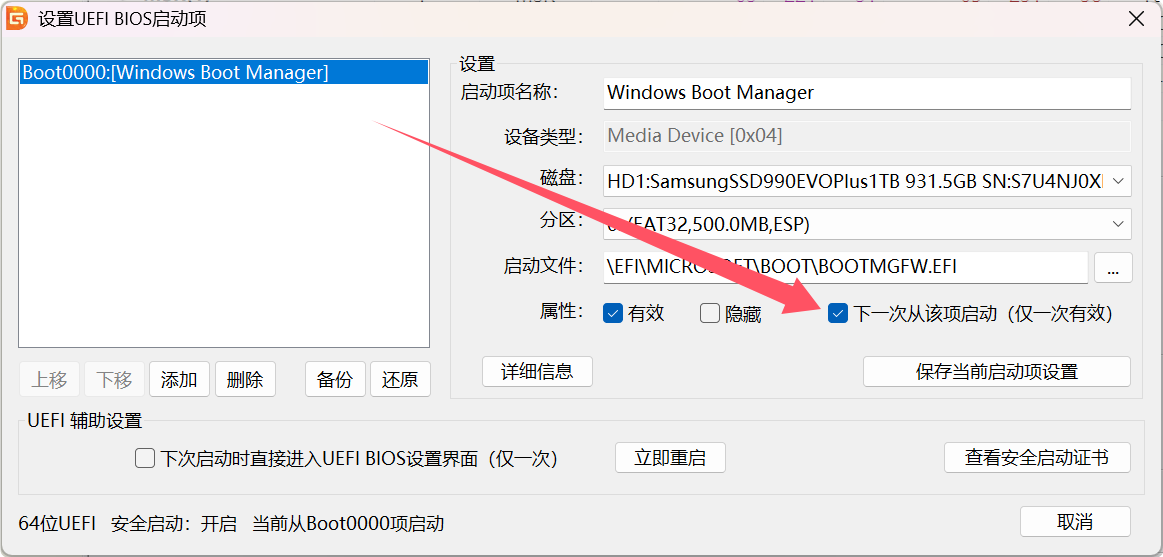 设置UEFI BIOS启动项
Boot0000:[Windows Boot Manager]
上移
下移
添加
删除
备份
还原
设置
启动项名称：
Windows Boot Manager
设备类型：
Media Device [0x04]
磁盘：
HD1:SamsungSSD990EVOPlus1TB 931.5GB SN:S7U4NJ0X
分区：
(FAT32,500.0MB,ESP)
启动文件：
\EFI\MICROSOFT\BOOT\BOOTMGFW.EFI
...
属性：
有效
隐藏
下一次从该项启动（仅一次有效）
详细信息
保存当前启动项设置
UEFI 辅助设置
下次启动时直接进入UEFI BIOS设置界面（仅一次）
立即重启
查看安全启动证书
64位UEFI 安全启动：开启 当前从Boot0000项启动
取消